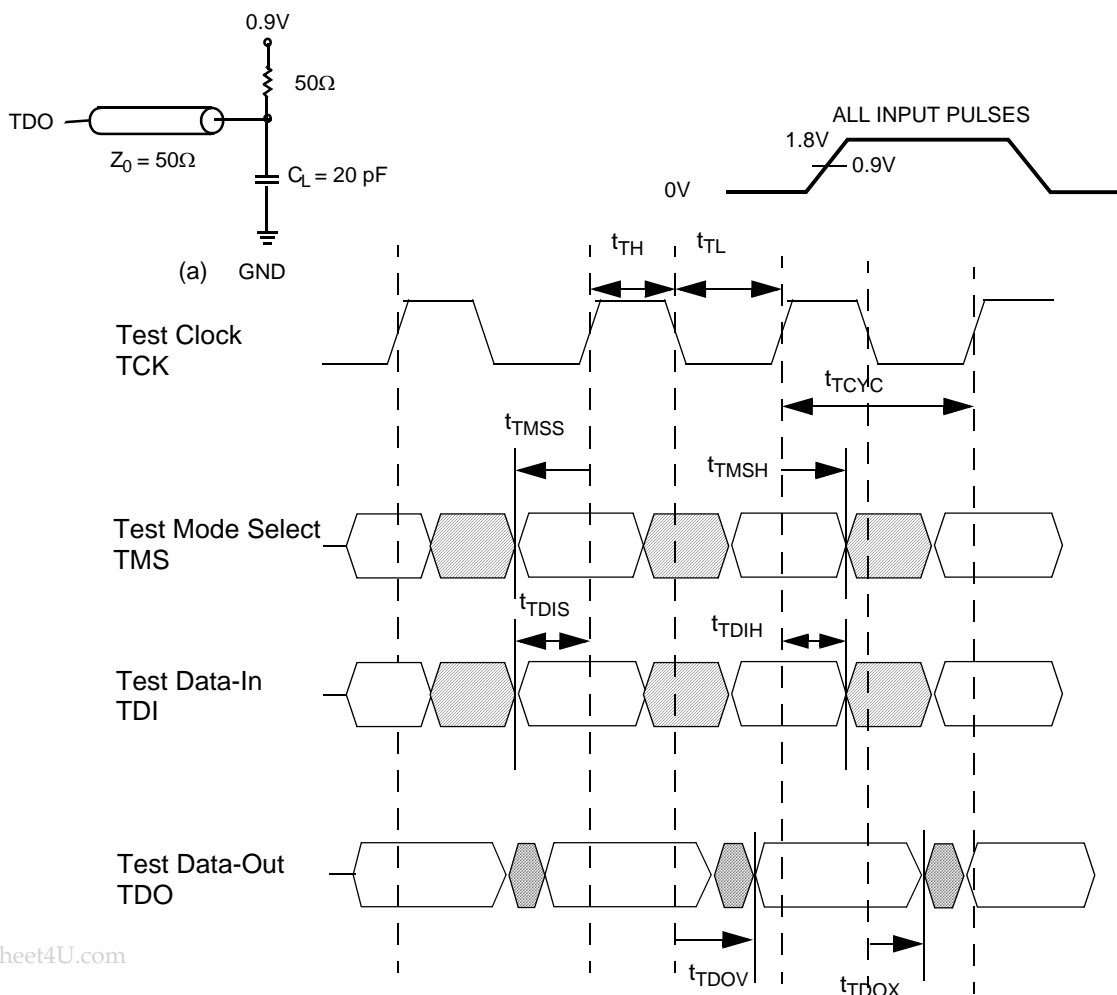 0.9V
50Ω
TDO
Z0 = 50Ω
CL = 20 pF
(a) GND
ALL INPUT PULSES
1.8V
0.9V
0V
tTH
tTL
Test Clock
TCK
tTCYC
tTMSS
tTMSH
Test Mode Select
TMS
tTDIS
tTDIH
Test Data-In
TDI
Test Data-Out
TDO
heet4U.com
tTDOV
tTDOX